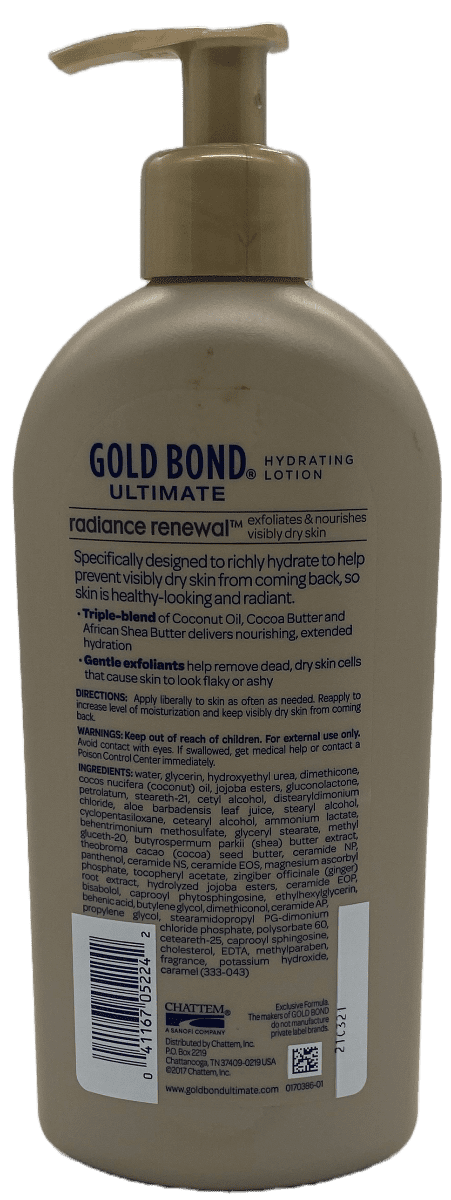 GOLD BOND® HYDRATING
ULTIMATE LOTION
radiance renewal™ exfoliates & nourishes
visibly dry skin
Specifically designed to richly hydrate to help
prevent visibly dry skin from coming back, so
skin is healthy-looking and radiant.
• Triple-blend of Coconut Oil, Cocoa Butter and
African Shea Butter delivers nourishing, extended
hydration
• Gentle exfoliants help remove dead, dry skin cells
that cause skin to look flaky or ashy
DIRECTIONS: Apply liberally to skin as often as needed. Reapply to
increase level of moisturization and keep visibly dry skin from coming
back.
WARNINGS: Keep out of reach of children. For external use only.
Avoid contact with eyes. If swallowed, get medical help or contact a
Poison Control Center immediately.
INGREDIENTS: water, glycerin, hydroxyethyl urea, dimethicone,
cocos nucifera (coconut) oil, jojoba esters, gluconolactone,
petrolatum, steareth-21, cetyl alcohol, distearyldimonium
chloride, aloe barbadensis leaf juice, stearyl alcohol,
cyclopentasiloxane, cetearyl alcohol, ammonium lactate,
behentrimonium methosulfate, glyceryl stearate, methyl
gluceth-20, butyrospermum parkii (shea) butter extract,
theobroma cacao (cocoa) seed butter, ceramide NP,
panthenol, ceramide NS, ceramide EOS, magnesium ascorbyl
phosphate, tocopheryl acetate, zingiber officinale (ginger)
root extract, hydrolyzed jojoba esters, ceramide EOP,
bisabolol, caprooyl phytosphingosine, ethylhexylglycerin,
behenic acid, butylene glycol, dimethiconol, ceramide AP,
propylene glycol, stearamidopropyl PG-dimonium
chloride phosphate, polysorbate 60,
ceteareth-25, caprooyl sphingosine,
cholesterol, EDTA, methylparaben,
fragrance, potassium hydroxide,
caramel (333-043)
0 41167 05224 2
CHATTEM®
A SANOFI COMPANY
Exclusive Formula.
The makers of GOLD BOND
do not manufacture
private label brands.
Distributed by Chattem, Inc.
P.O. Box 2219
Chattanooga, TN 37409-0219 USA
©2017 Chattem, Inc.
www.goldbondultimate.com 0170386-01
21C321